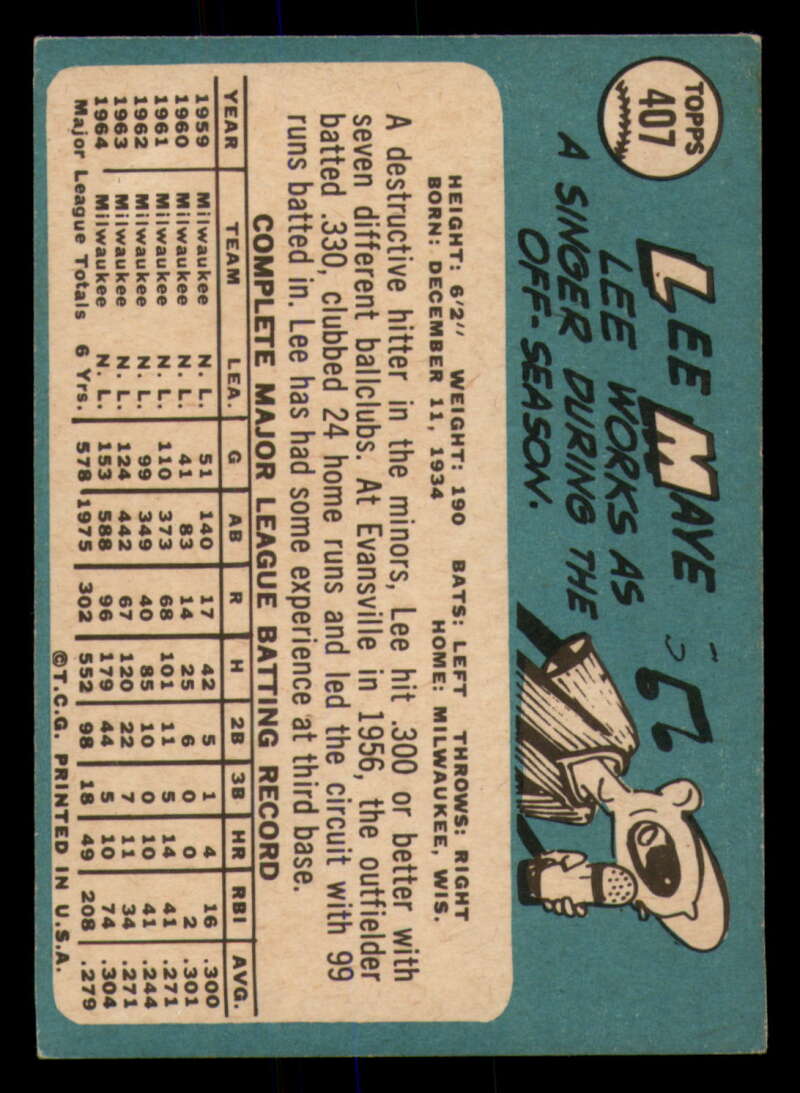 TOPPS
407
LEE MAYE
LEE WORKS AS
A SINGER DURING THE
OFF-SEASON.
HEIGHT: 6'2" WEIGHT: 190 BATS: LEFT THROWS: RIGHT
BORN: DECEMBER 11, 1934 HOME: MILWAUKEE, WIS.
A destructive hitter in the minors, Lee hit .300 or better with
seven different ballclubs. At Evansville in 1956, the outfielder
batted .330, clubbed 24 home runs and led the circuit with 99
runs batted in. Lee has had some experience at third base.
COMPLETE MAJOR LEAGUE BATTING RECORD
YEAR TEAM LEA. G AB R H 2B 3B HR RBI AVG.
1959 Milwaukee N. L. 51 140 17 42 5 1 4 16 .300
1960 Milwaukee N. L. 41 83 14 25 6 0 0 2 .301
1961 Milwaukee N. L. 110 373 68 101 11 5 14 41 .271
1962 Milwaukee N. L. 99 349 40 85 10 0 10 41 .244
1963 Milwaukee N. L. 124 442 67 120 22 7 11 34 .271
1964 Milwaukee N. L. 153 588 96 179 44 5 10 74 .304
Major League Totals 6 Yrs. 578 1975 302 552 98 18 49 208 .279
©T.C.G. PRINTED IN U.S.A.